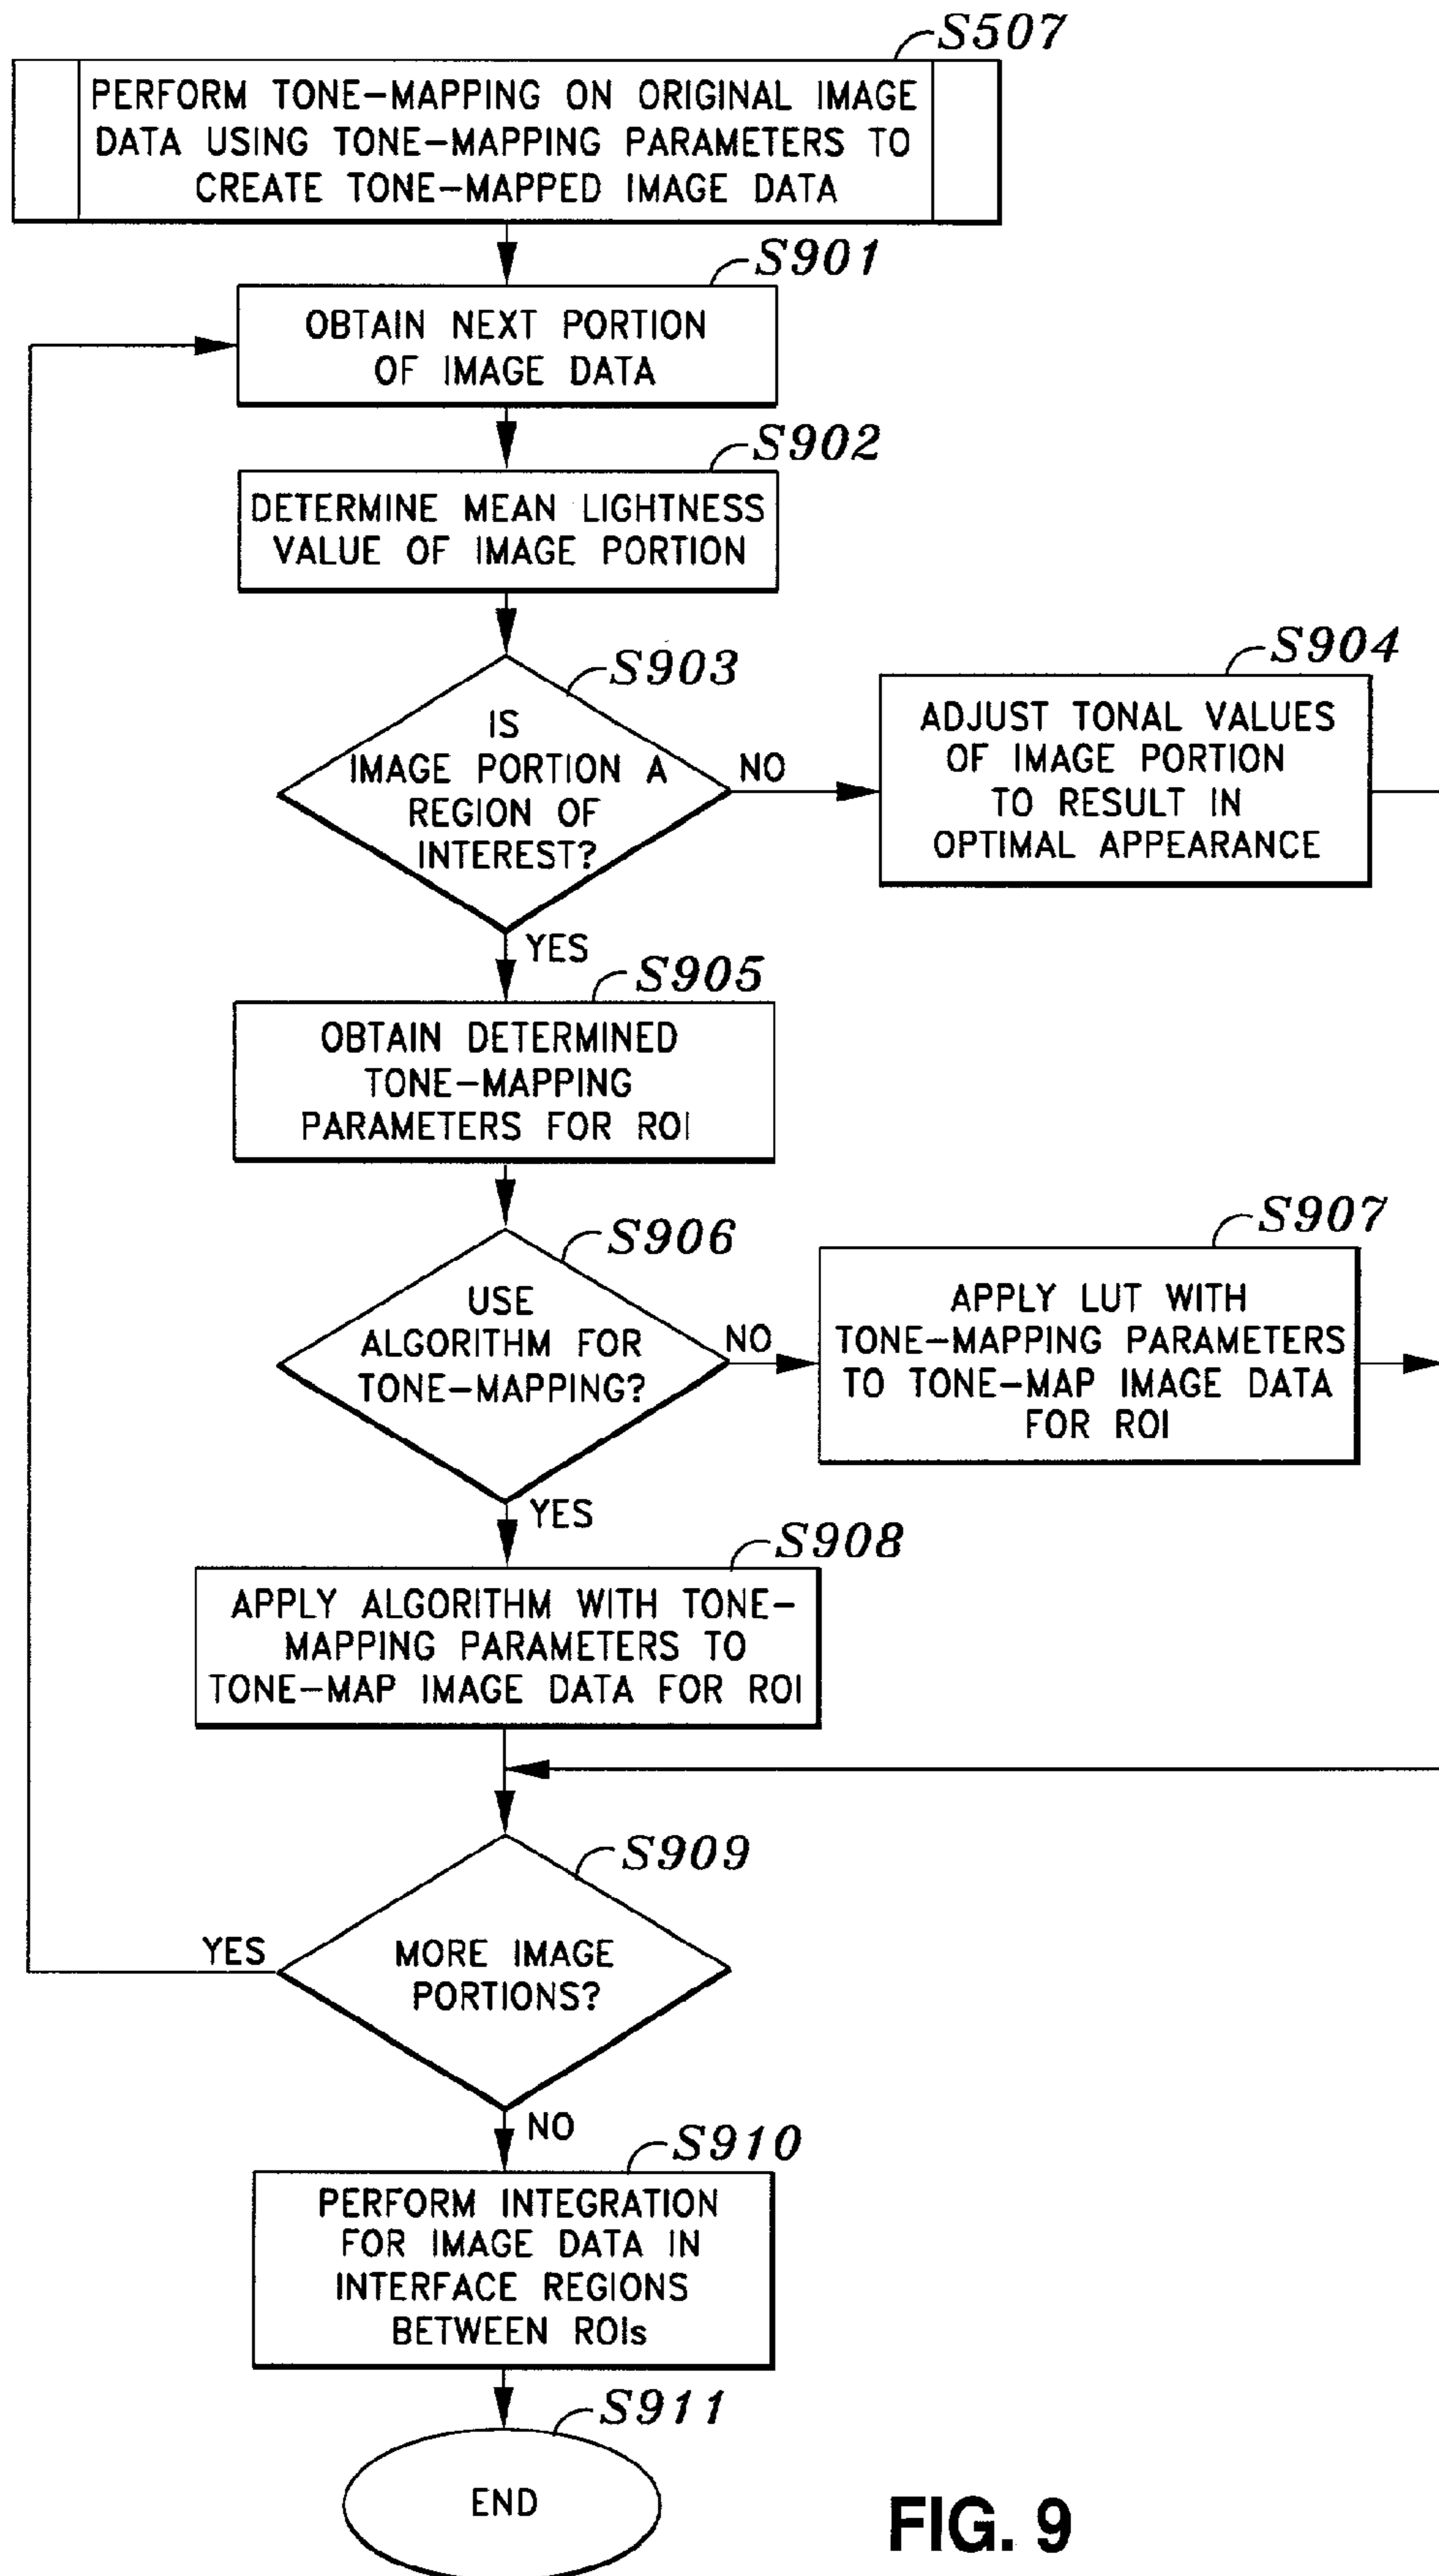 S507
PERFORM TONE-MAPPING ON ORIGINAL IMAGE
DATA USING TONE-MAPPING PARAMETERS TO
CREATE TONE-MAPPED IMAGE DATA
S901
OBTAIN NEXT PORTION
OF IMAGE DATA
S902
DETERMINE MEAN LIGHTNESS
VALUE OF IMAGE PORTION
S903
IS
IMAGE PORTION A
REGION OF
INTEREST?
NO
S904
ADJUST TONAL VALUES
OF IMAGE PORTION
TO RESULT IN
OPTIMAL APPEARANCE
YES
S905
OBTAIN DETERMINED
TONE-MAPPING
PARAMETERS FOR ROI
S906
USE
ALGORITHM FOR
TONE-MAPPING?
NO
S907
APPLY LUT WITH
TONE-MAPPING PARAMETERS
TO TONE-MAP IMAGE DATA
FOR ROI
YES
S908
APPLY ALGORITHM WITH TONE-
MAPPING PARAMETERS TO
TONE-MAP IMAGE DATA FOR ROI
S909
MORE IMAGE
PORTIONS?
YES
NO
S910
PERFORM INTEGRATION
FOR IMAGE DATA IN
INTERFACE REGIONS
BETWEEN ROIs
S911
END
FIG. 9